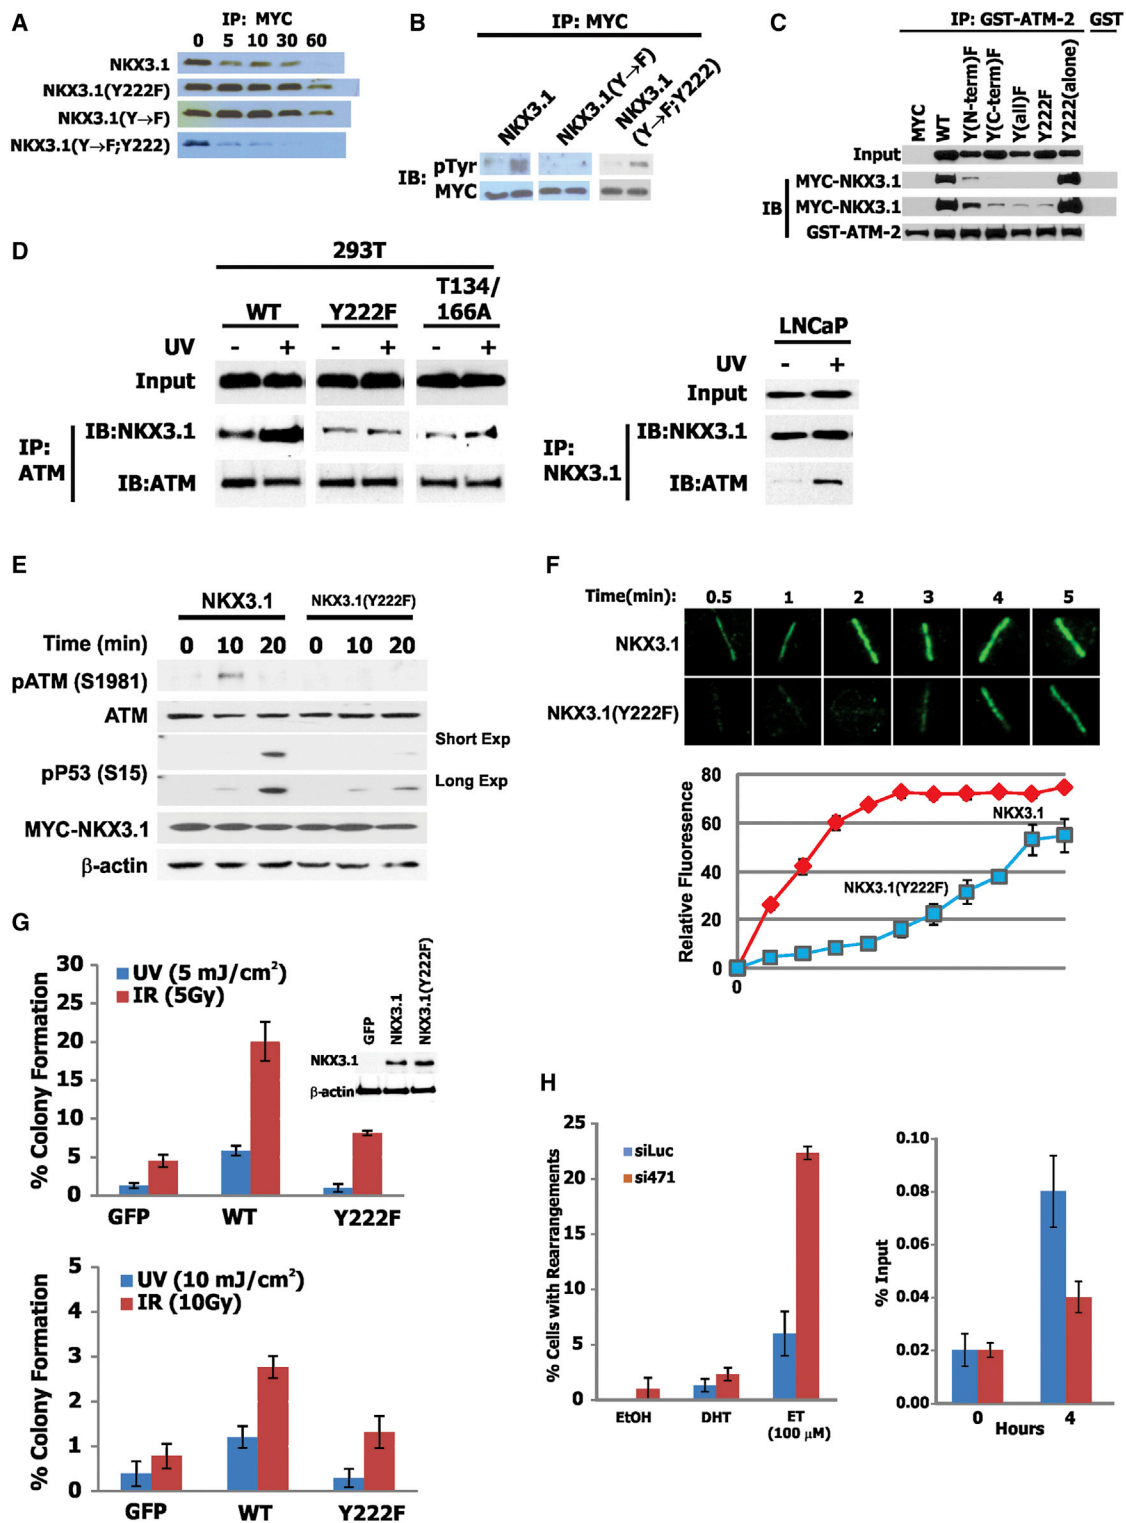 A
IP: MYC
0 5 10 30 60
NKX3.1
NKX3.1(Y222F)
NKX3.1(Y→F)
NKX3.1(Y→F;Y222)
B
IP: MYC
NKX3.1
NKX3.1(Y→F)
NKX3.1
(Y→F;Y222)
IB:
pTyr
MYC
C
IP: GST-ATM-2 GST
MYC
WT
Y(N-term)F
Y(C-term)F
Y(all)F
Y222F
Y222(alone)
Input
IB
MYC-NKX3.1
MYC-NKX3.1
GST-ATM-2
D
293T
WT Y222F T134/
166A
UV - + - + - +
Input
IP:
ATM
IB:NKX3.1
IB:ATM
LNCaP
UV - +
Input
IP:
NKX3.1
IB:NKX3.1
IB:ATM
E
NKX3.1 NKX3.1(Y222F)
Time (min) 0 10 20 0 10 20
pATM (S1981)
ATM
pP53 (S15)
Short Exp
Long Exp
MYC-NKX3.1
β-actin
F
Time(min): 0.5 1 2 3 4 5
NKX3.1
NKX3.1(Y222F)
Relative Fluoresence
80
60
40
20
0
0
NKX3.1
NKX3.1(Y222F)
G
% Colony Formation
30
25
20
15
10
5
0
UV (5 mJ/cm²)
IR (5Gy)
GFP
NKX3.1
NKX3.1(Y222F)
NKX3.1
β-actin
GFP WT Y222F
% Colony Formation
5
4
3
2
1
0
UV (10 mJ/cm²)
IR (10Gy)
GFP WT Y222F
H
% Cells with Rearrangements
25
22
15
10
5
0
siLuc
si471
EtOH DHT ET
(100 µM)
% Input
0.10
0.08
0.06
0.04
0.02
0.00
0 4
Hours